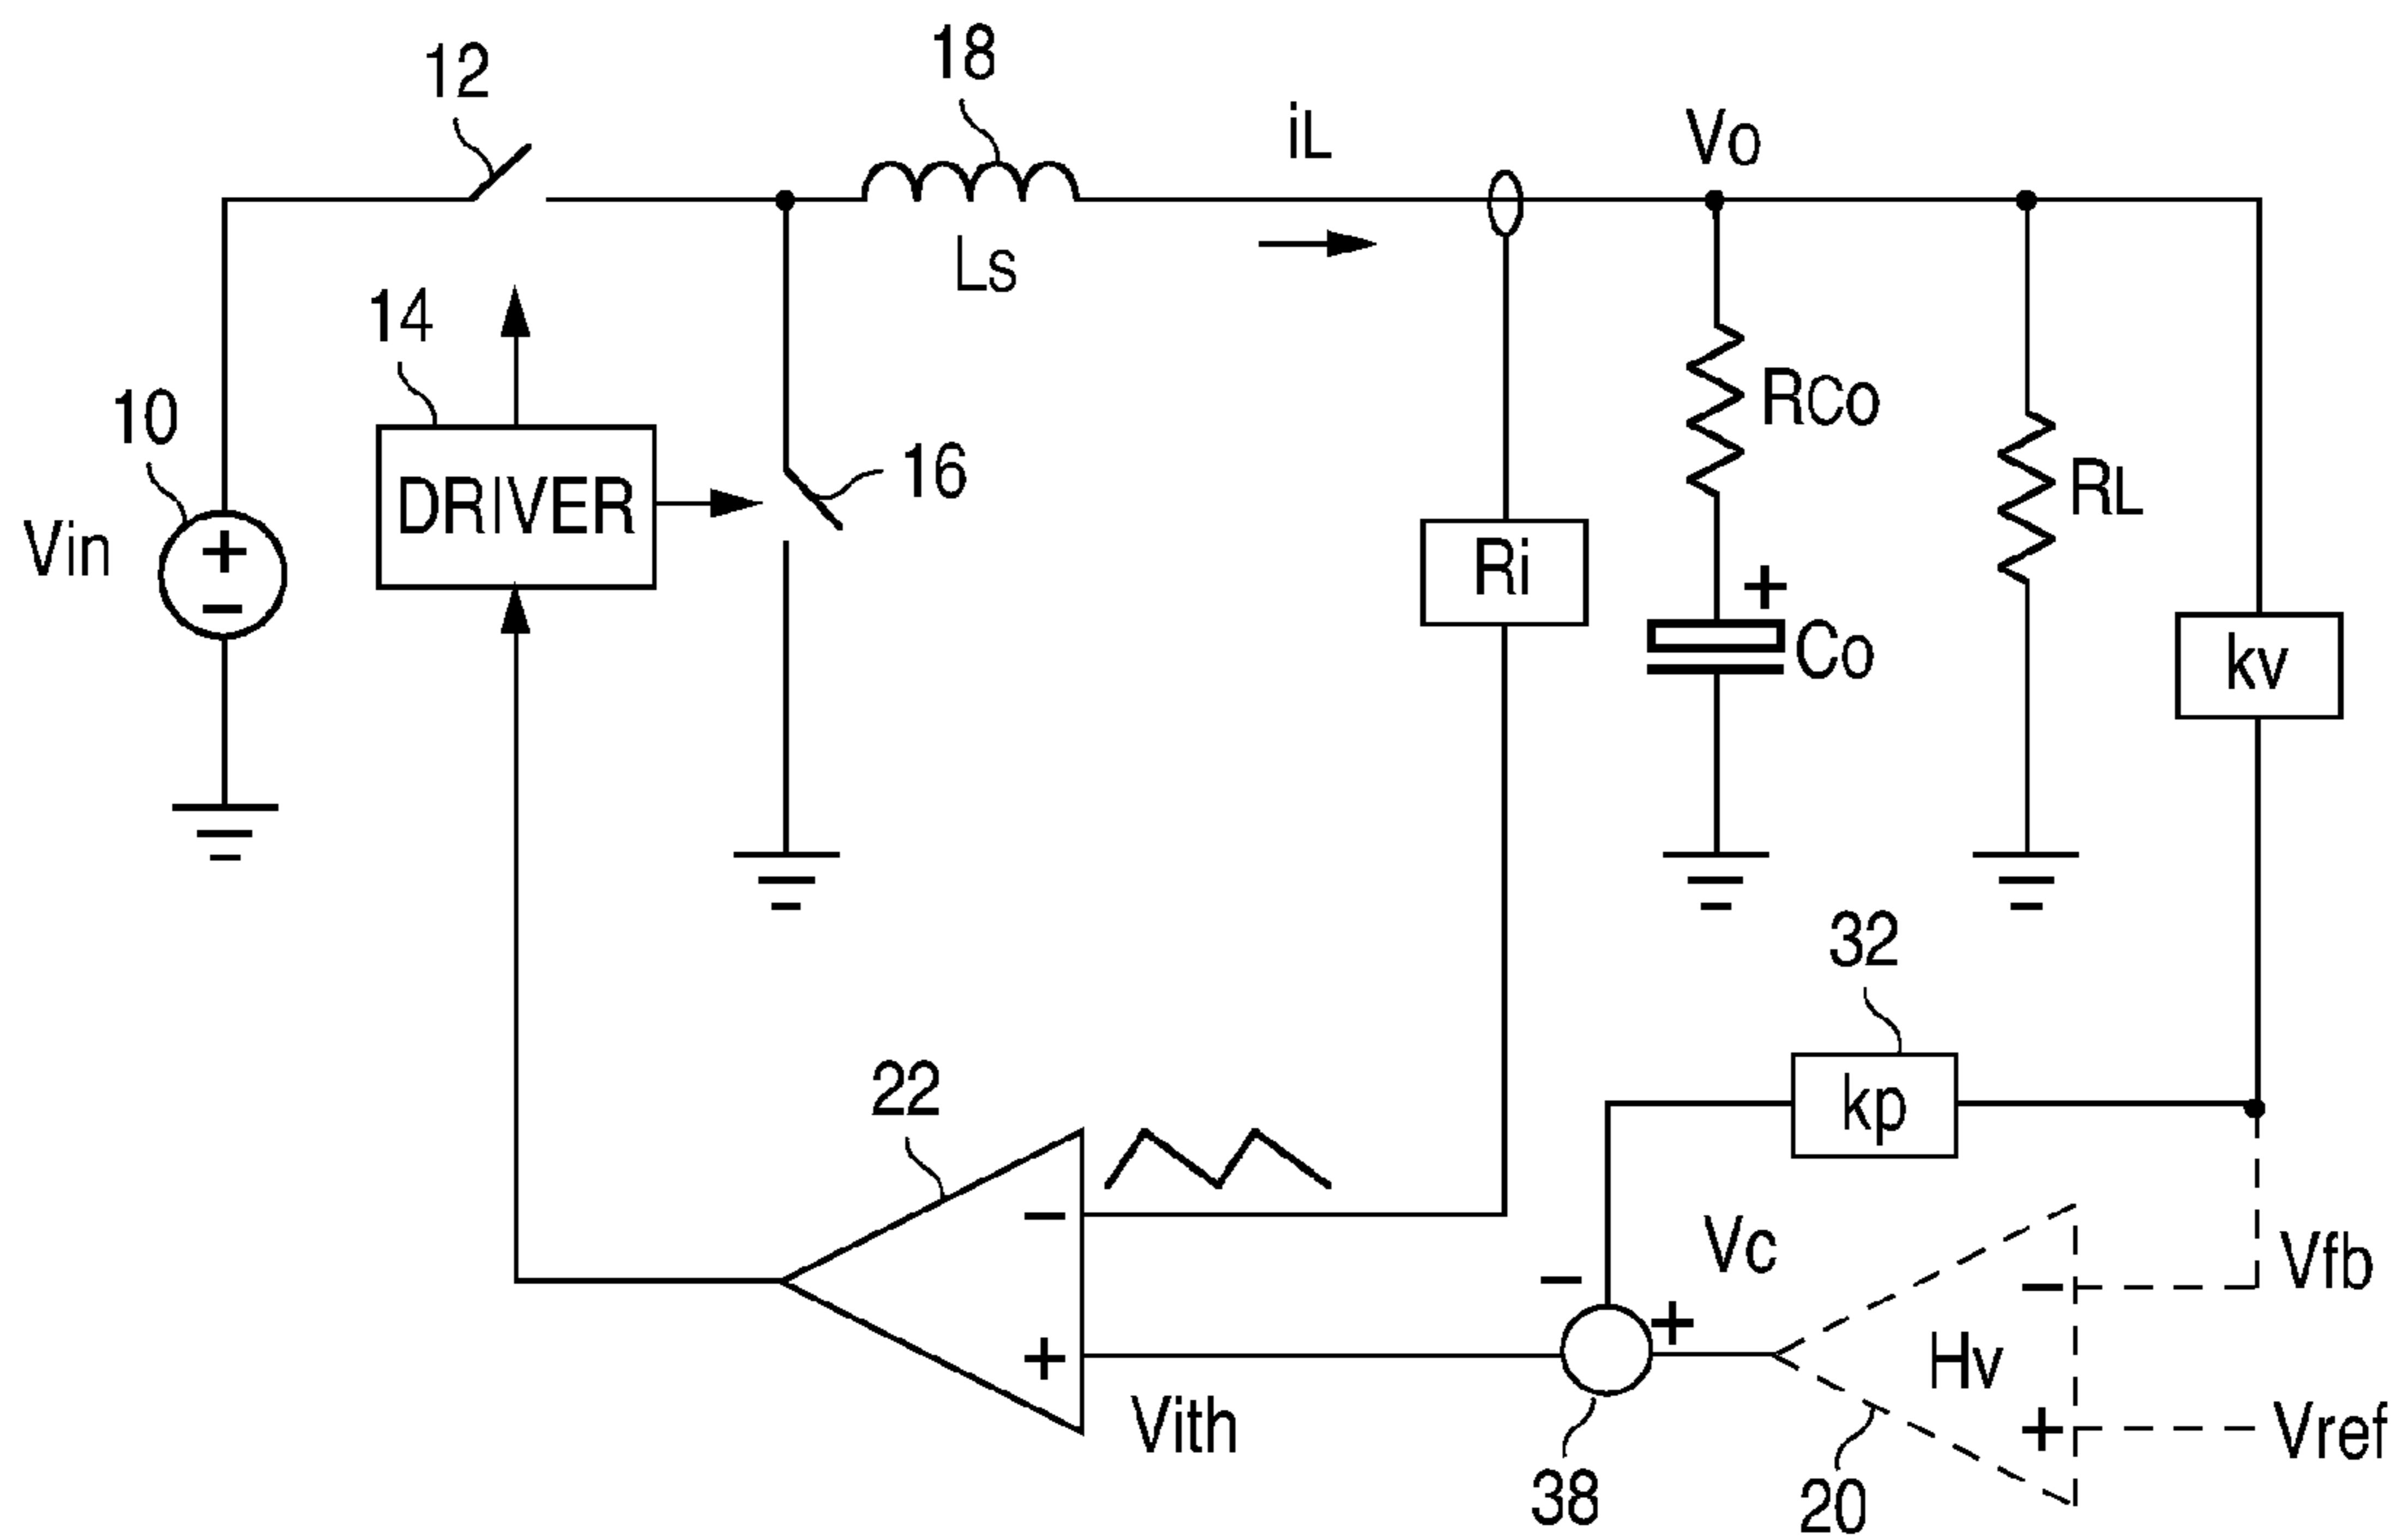 18
12
iL
Vo
Ls
14
10
RCo
DRIVER
16
RL
Vin
+
−
Ri
+
Co
kv
32
22
kp
−
Vc
−
+
−
Vfb
Hv
+
Vith
+
Vref
38
20